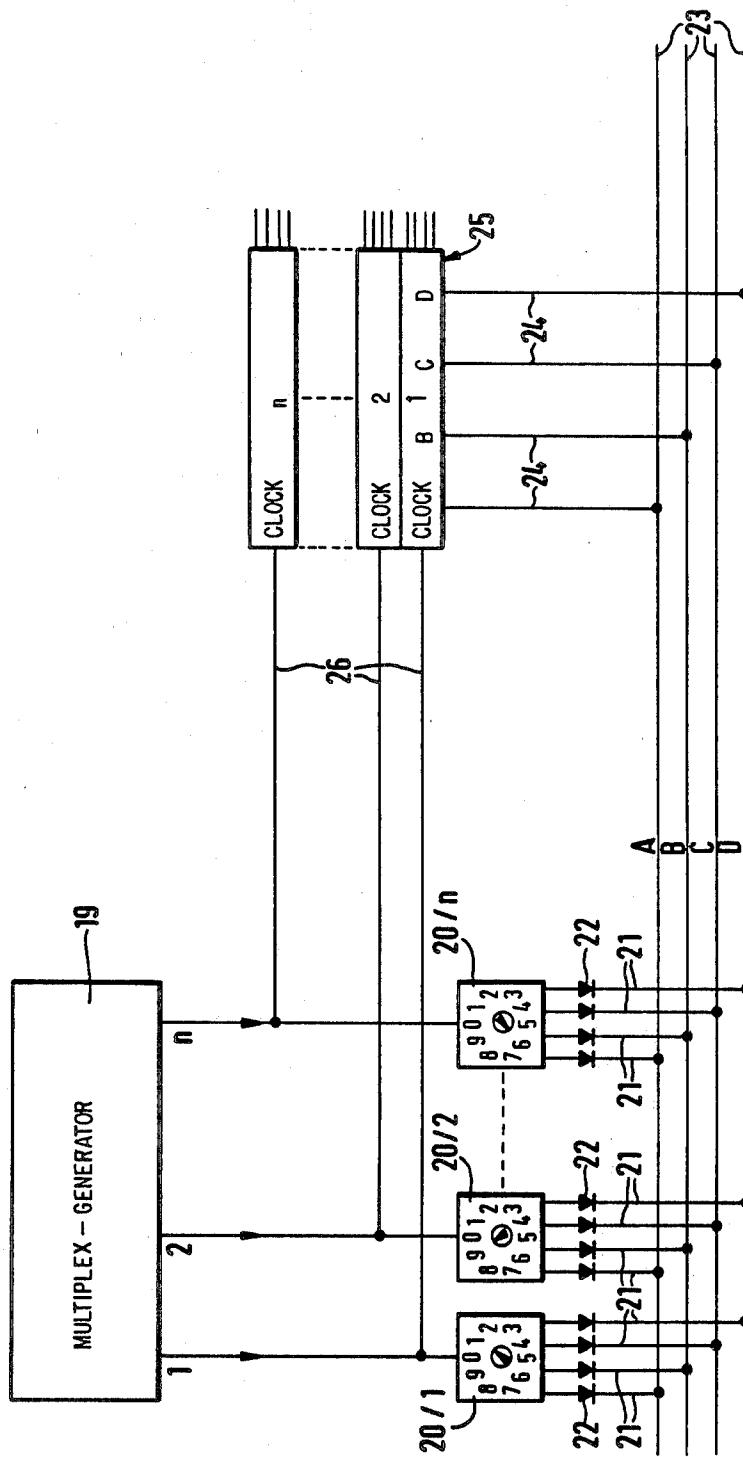 MULTIPLEX – GENERATOR
19
1
2
n
26
CLOCK n
CLOCK 2
CLOCK 1
B C D
25
24
24
20/1
20/2
20/n
0 1 2 3 4 5 6 7 8 9
0 1 2 3 4 5 6 7 8 9
0 1 2 3 4 5 6 7 8 9
22
22
22
21
21
21
21
21
21
A
B
C
D
23